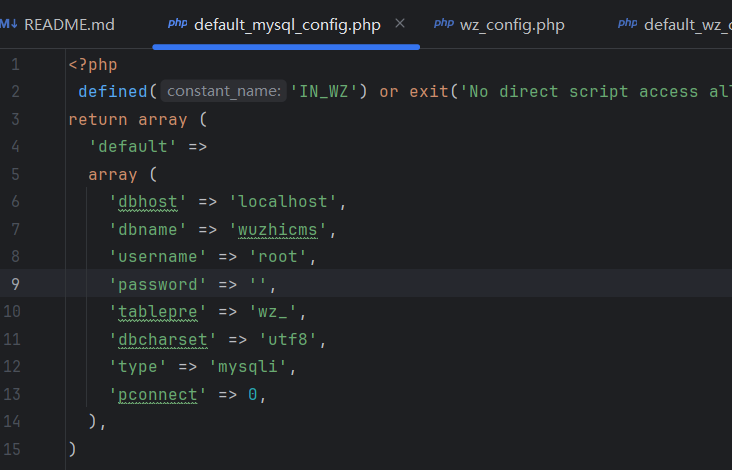 M↓ README.md php default_mysql_config.php × php wz_config.php php default_wz_c
1 <?php
2 defined( constant_name: 'IN_WZ') or exit('No direct script access all
3 return array (
4 'default' =>
5 array (
6 'dbhost' => 'localhost',
7 'dbname' => 'wuzhicms',
8 'username' => 'root',
9 'password' => '',
10 'tablepre' => 'wz_',
11 'dbcharset' => 'utf8',
12 'type' => 'mysqli',
13 'pconnect' => 0,
14 ),
15 )